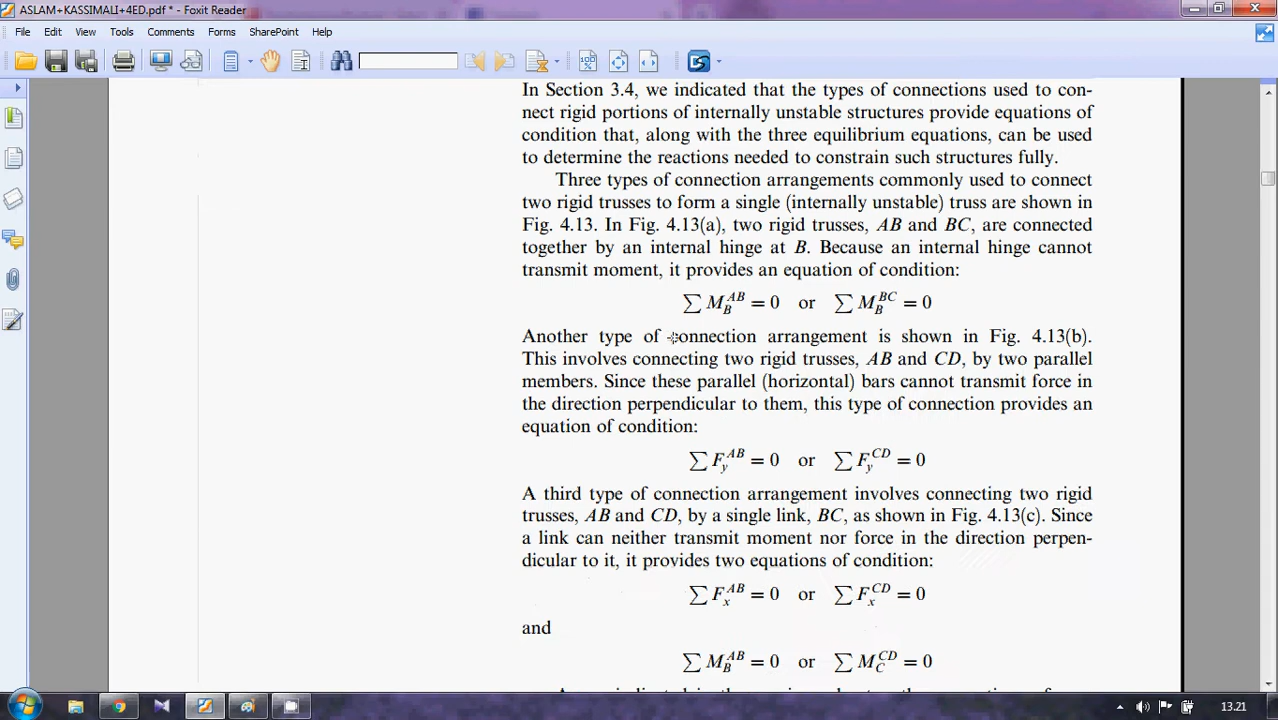 ASLAM+KASSIMALI+4ED.pdf * - Foxit Reader
File Edit View Tools Comments Forms SharePoint Help
In Section 3.4, we indicated that the types of connections used to con-
nect rigid portions of internally unstable structures provide equations of
condition that, along with the three equilibrium equations, can be used
to determine the reactions needed to constrain such structures fully.
Three types of connection arrangements commonly used to connect
two rigid trusses to form a single (internally unstable) truss are shown in
Fig. 4.13. In Fig. 4.13(a), two rigid trusses, AB and BC, are connected
together by an internal hinge at B. Because an internal hinge cannot
transmit moment, it provides an equation of condition:
∑ M_B^AB = 0 or ∑ M_B^BC = 0
Another type of connection arrangement is shown in Fig. 4.13(b).
This involves connecting two rigid trusses, AB and CD, by two parallel
members. Since these parallel (horizontal) bars cannot transmit force in
the direction perpendicular to them, this type of connection provides an
equation of condition:
∑ F_y^AB = 0 or ∑ F_y^CD = 0
A third type of connection arrangement involves connecting two rigid
trusses, AB and CD, by a single link, BC, as shown in Fig. 4.13(c). Since
a link can neither transmit moment nor force in the direction perpen-
dicular to it, it provides two equations of condition:
∑ F_x^AB = 0 or ∑ F_x^CD = 0
and
∑ M_B^AB = 0 or ∑ M_C^CD = 0
13.21